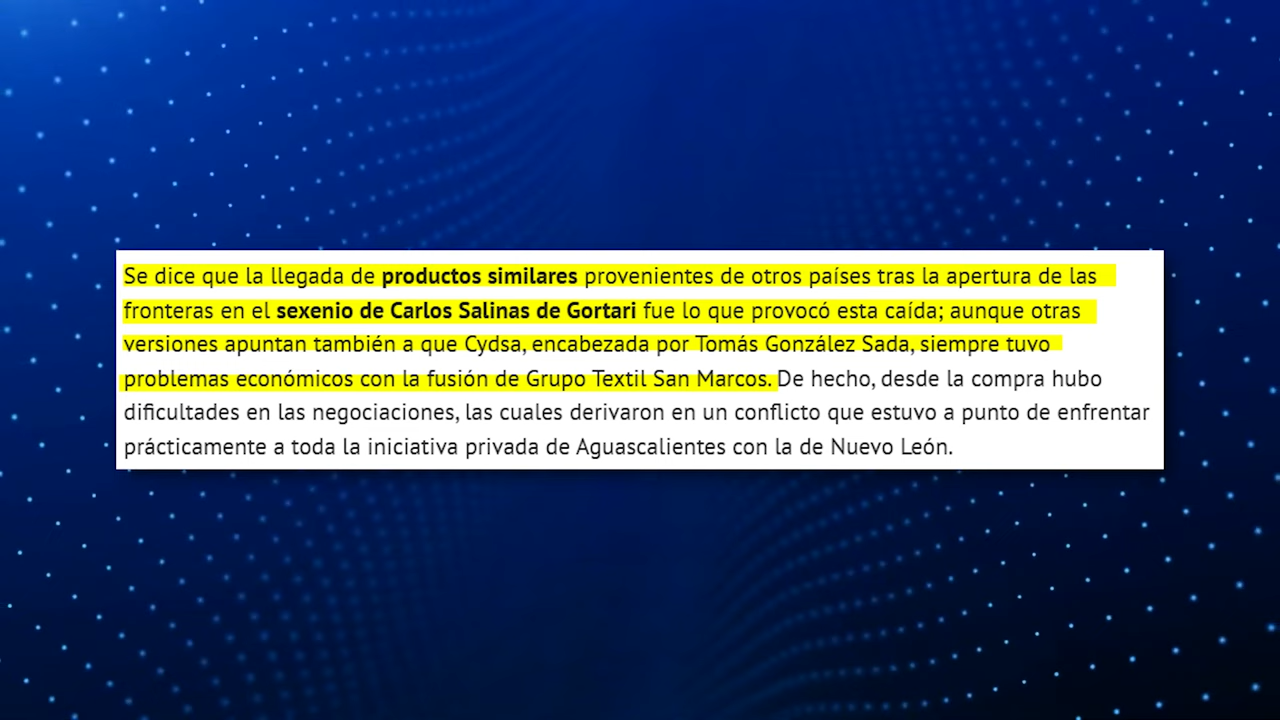 Se dice que la llegada de productos similares provenientes de otros países tras la apertura de las
fronteras en el sexenio de Carlos Salinas de Gortari fue lo que provocó esta caída; aunque otras
versiones apuntan también a que Cydsa, encabezada por Tomás González Sada, siempre tuvo
problemas económicos con la fusión de Grupo Textil San Marcos. De hecho, desde la compra hubo
dificultades en las negociaciones, las cuales derivaron en un conflicto que estuvo a punto de enfrentar
prácticamente a toda la iniciativa privada de Aguascalientes con la de Nuevo León.